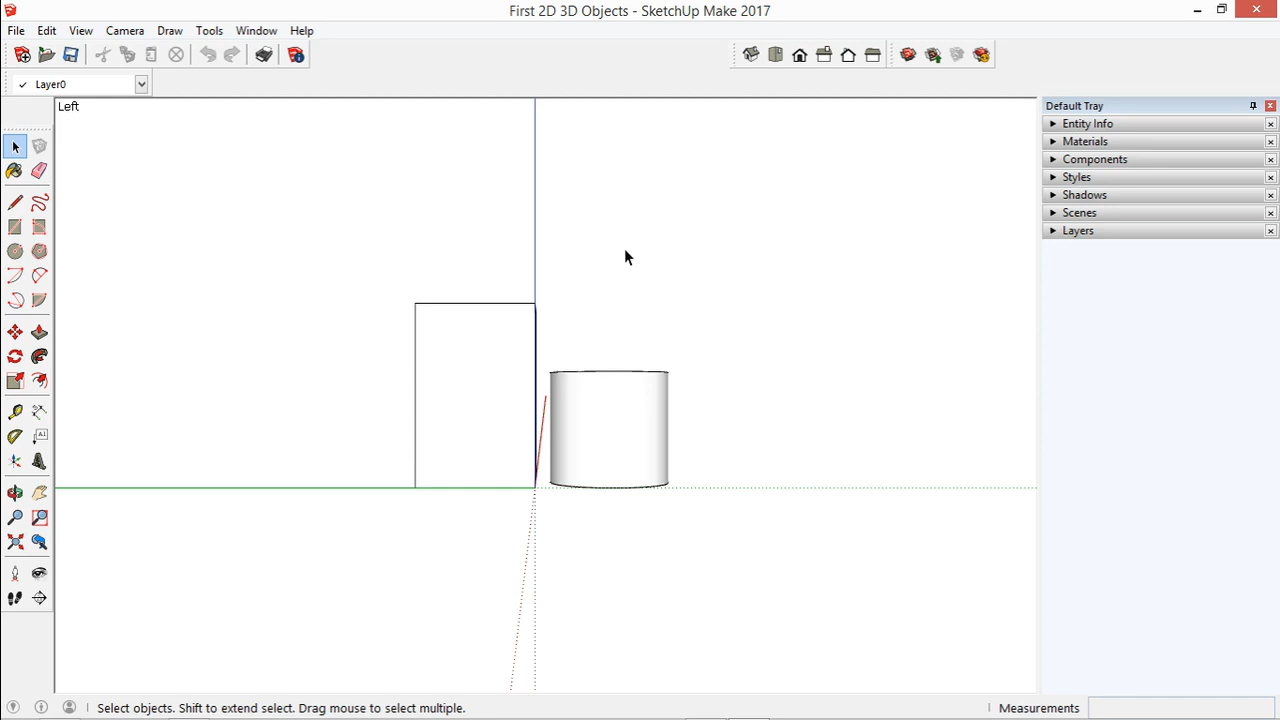 First 2D 3D Objects - SketchUp Make 2017
File Edit View Camera Draw Tools Window Help
Layer0
Left
Default Tray
Entity Info
Materials
Components
Styles
Shadows
Scenes
Layers
A1
Select objects. Shift to extend select. Drag mouse to select multiple.
Measurements